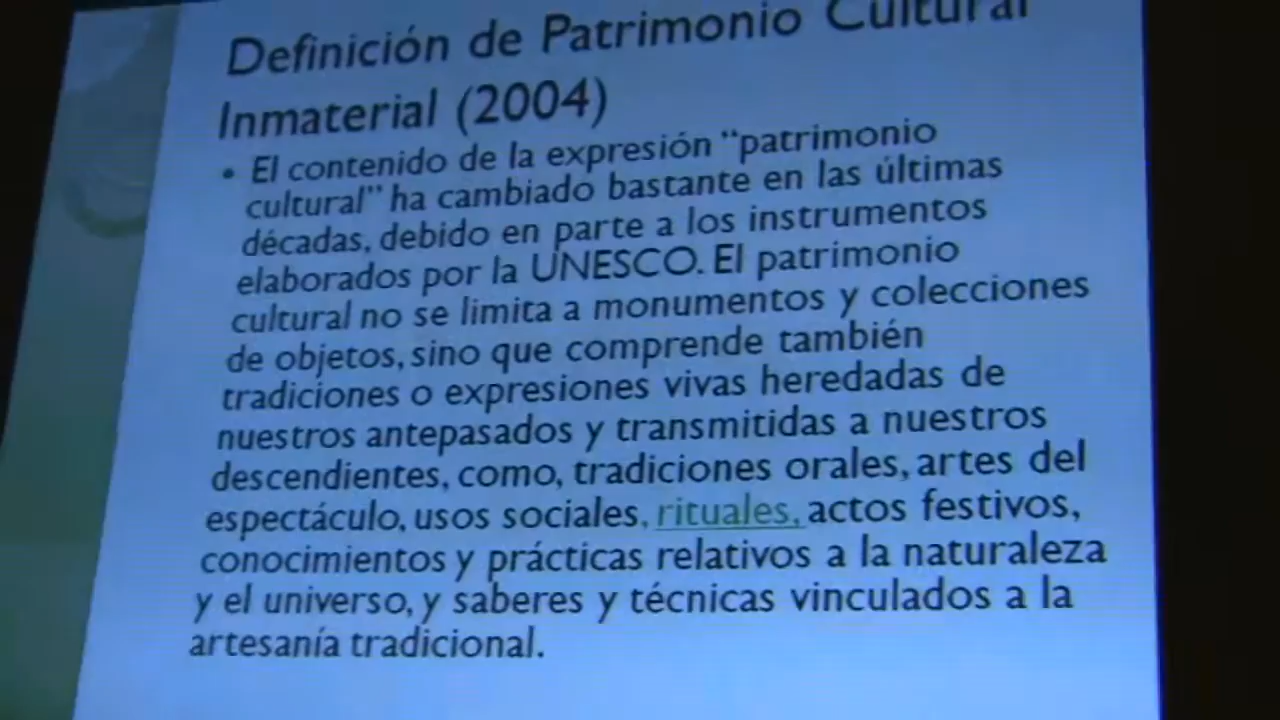 Definición de Patrimonio Cultural
Inmaterial (2004)
• El contenido de la expresión “patrimonio
cultural” ha cambiado bastante en las últimas
décadas, debido en parte a los instrumentos
elaborados por la UNESCO. El patrimonio
cultural no se limita a monumentos y colecciones
de objetos, sino que comprende también
tradiciones o expresiones vivas heredadas de
nuestros antepasados y transmitidas a nuestros
descendientes, como, tradiciones orales, artes del
espectáculo, usos sociales, rituales, actos festivos,
conocimientos y prácticas relativos a la naturaleza
y el universo, y saberes y técnicas vinculados a la
artesanía tradicional.